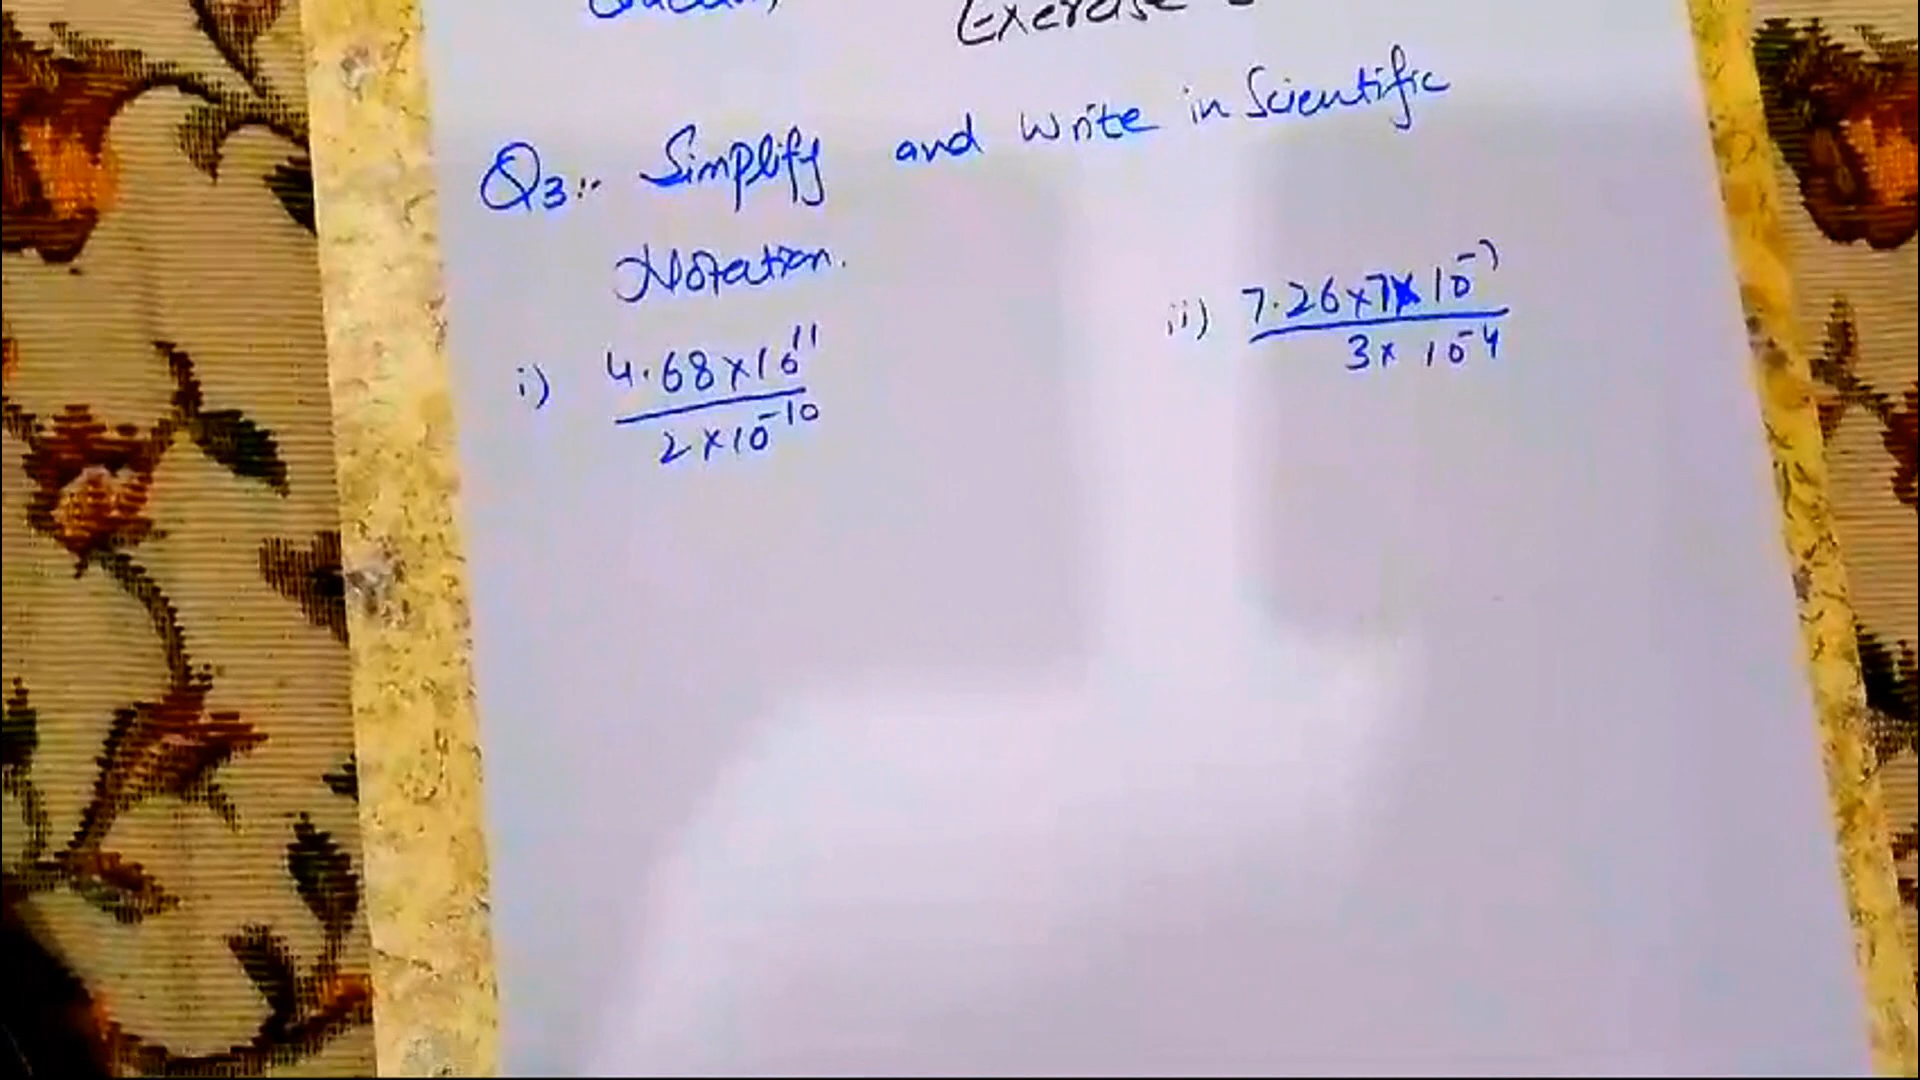 Exercise
Q3:- Simplify and write in Scientific
Notation.
i) 4.68×10¹¹
2×10⁻¹⁰
ii) 7.26×7× 10⁻⁷
3× 10⁻⁴